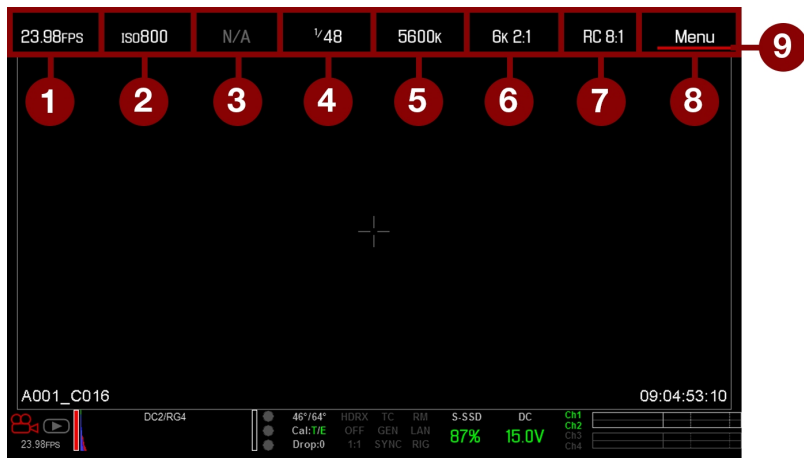 23.98FPS ISO800 N/A 1/48 5600K 6K 2:1 RC 8:1 Menu 9
1 2 3 4 5 6 7 8
A001_C016 09:04:53:10
DC2/RG4 46°/64° HDRX TC RM S-SSD DC Ch1
Cal:T/E OFF GEN LAN 87% 15.0V Ch2
23.98FPS Drop:0 1:1 SYNC RIG Ch3
Ch4